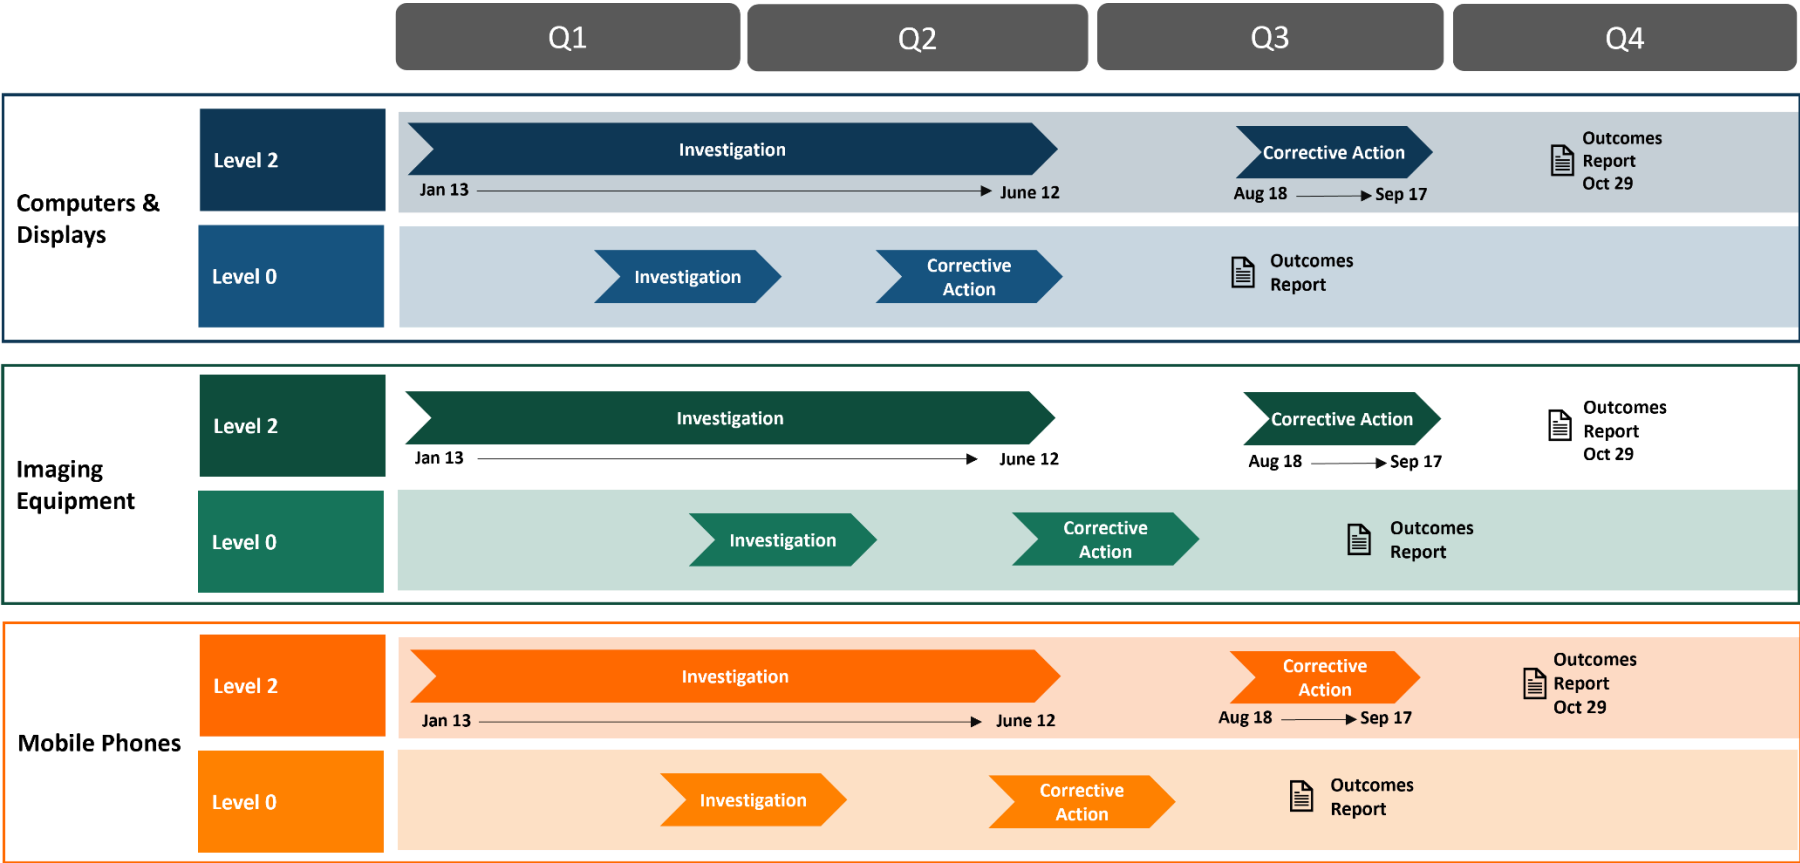 Q1
Q2
Q3
Q4
Computers &
Displays
Level 2
Investigation
Jan 13
June 12
Corrective Action
Aug 18
Sep 17
Outcomes
Report
Oct 29
Level 0
Investigation
Corrective
Action
Outcomes
Report
Imaging
Equipment
Level 2
Investigation
Jan 13
June 12
Corrective Action
Aug 18
Sep 17
Outcomes
Report
Oct 29
Level 0
Investigation
Corrective
Action
Outcomes
Report
Mobile Phones
Level 2
Investigation
Jan 13
June 12
Corrective
Action
Aug 18
Sep 17
Outcomes
Report
Oct 29
Level 0
Investigation
Corrective
Action
Outcomes
Report